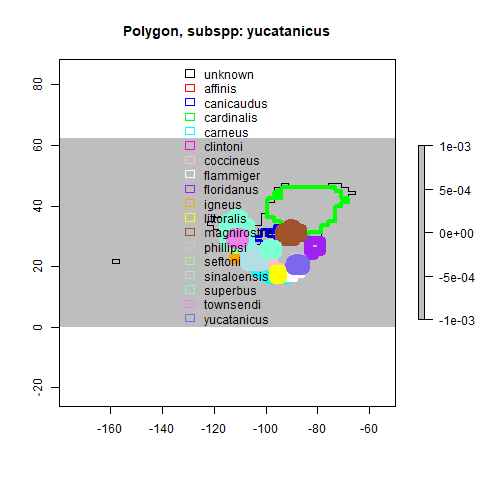 Polygon, subspp: yucatanicus
80
60
40
20
0
-20
-160
-140
-120
-100
-80
-60
unknown
affinis
canicaudus
cardinalis
carneus
clintoni
coccineus
flammiger
floridanus
igneus
littoralis
magnirostris
phillipsi
seftoni
sinaloensis
superbus
townsendi
yucatanicus
1e-03
5e-04
0e+00
-5e-04
-1e-03